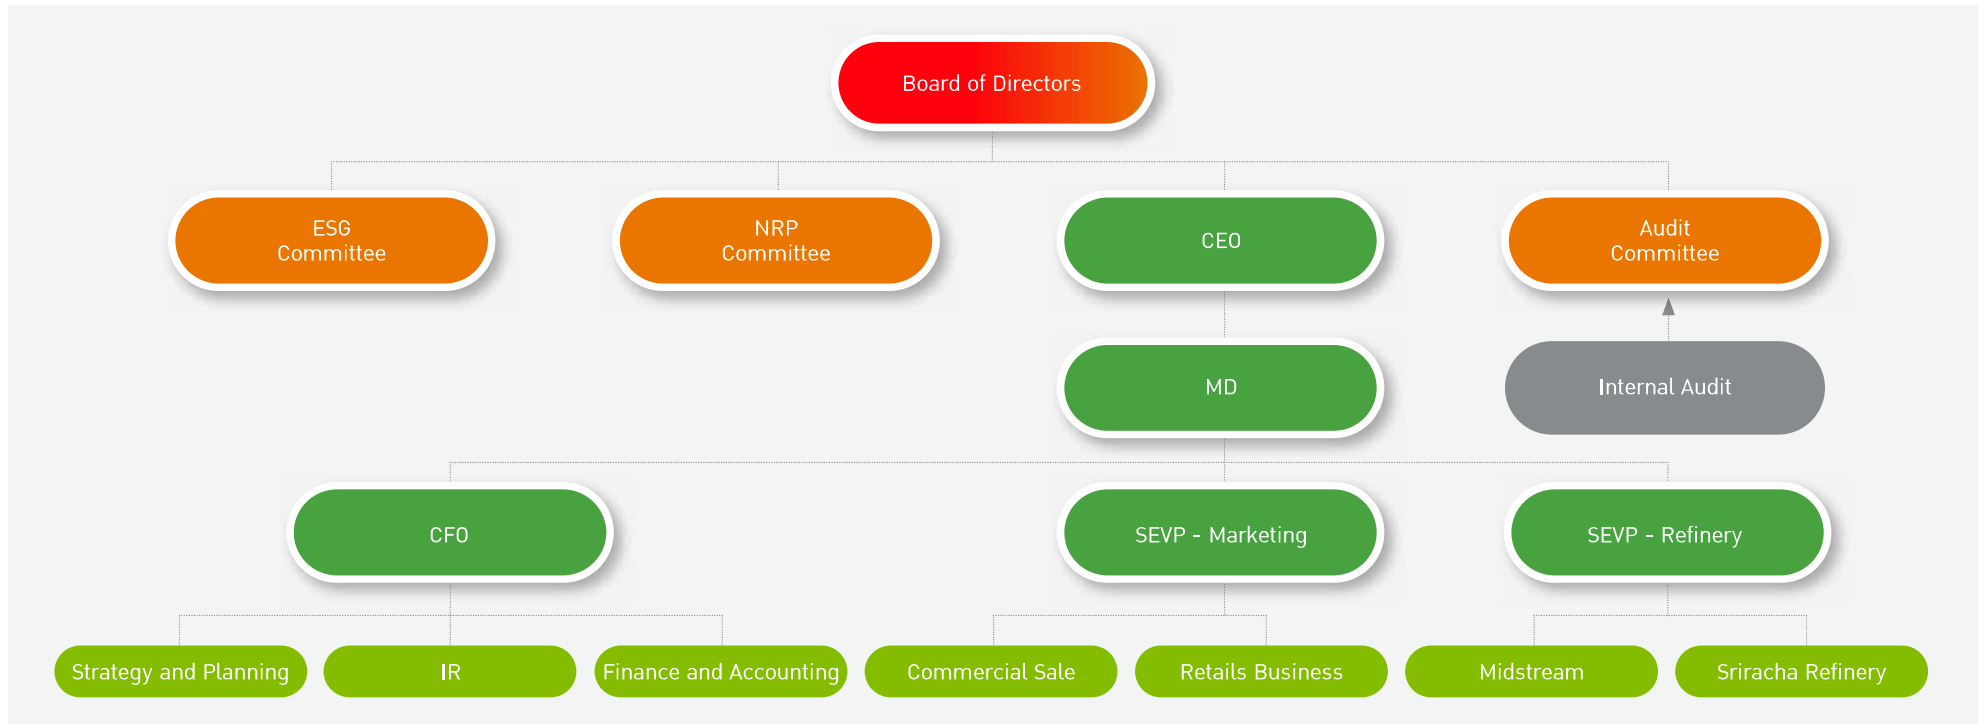 Board of Directors
ESG
Committee
NRP
Committee
CEO
Audit
Committee
MD
Internal Audit
CFO
SEVP - Marketing
SEVP - Refinery
Strategy and Planning
IR
Finance and Accounting
Commercial Sale
Retails Business
Midstream
Sriracha Refinery